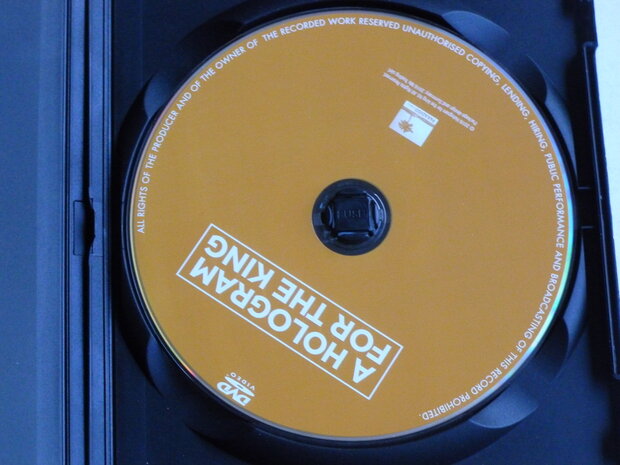 ALL RIGHTS OF THE PRODUCER AND OF THE OWNER OF THE RECORDED WORK RESERVED UNAUTHORISED COPYING, LENDING, HIRING, PUBLIC PERFORMANCE AND BROADCASTING OF THIS RECORD PROHIBITED.
A HOLOGRAM
FOR THE KING
DVD
VIDEO